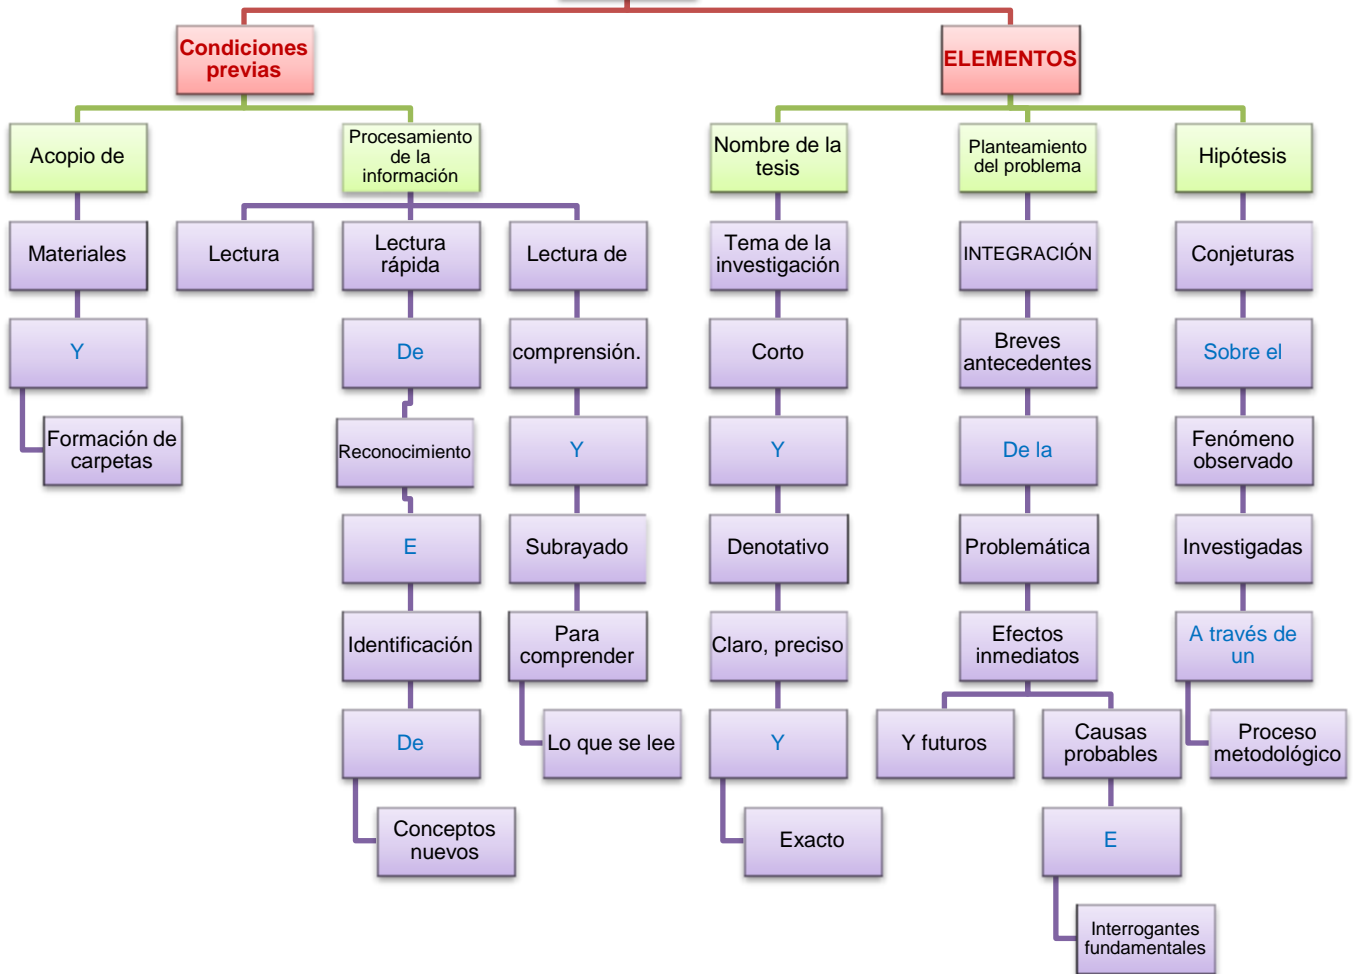 Condiciones
previas
ELEMENTOS
Acopio de
Procesamiento
de la
información
Nombre de la
tesis
Planteamiento
del problema
Hipótesis
Materiales
Lectura
Lectura
rápida
Lectura de
Tema de la
investigación
INTEGRACIÓN
Conjeturas
Y
De
comprensión.
Corto
Breves
antecedentes
Sobre el
Formación de
carpetas
Reconocimiento
Y
Y
De la
Fenómeno
observado
E
Subrayado
Denotativo
Problemática
Investigadas
Identificación
Para
comprender
Claro, preciso
Efectos
inmediatos
A través de
un
De
Lo que se lee
Y
Y futuros
Causas
probables
Proceso
metodológico
Conceptos
nuevos
Exacto
E
Interrogantes
fundamentales